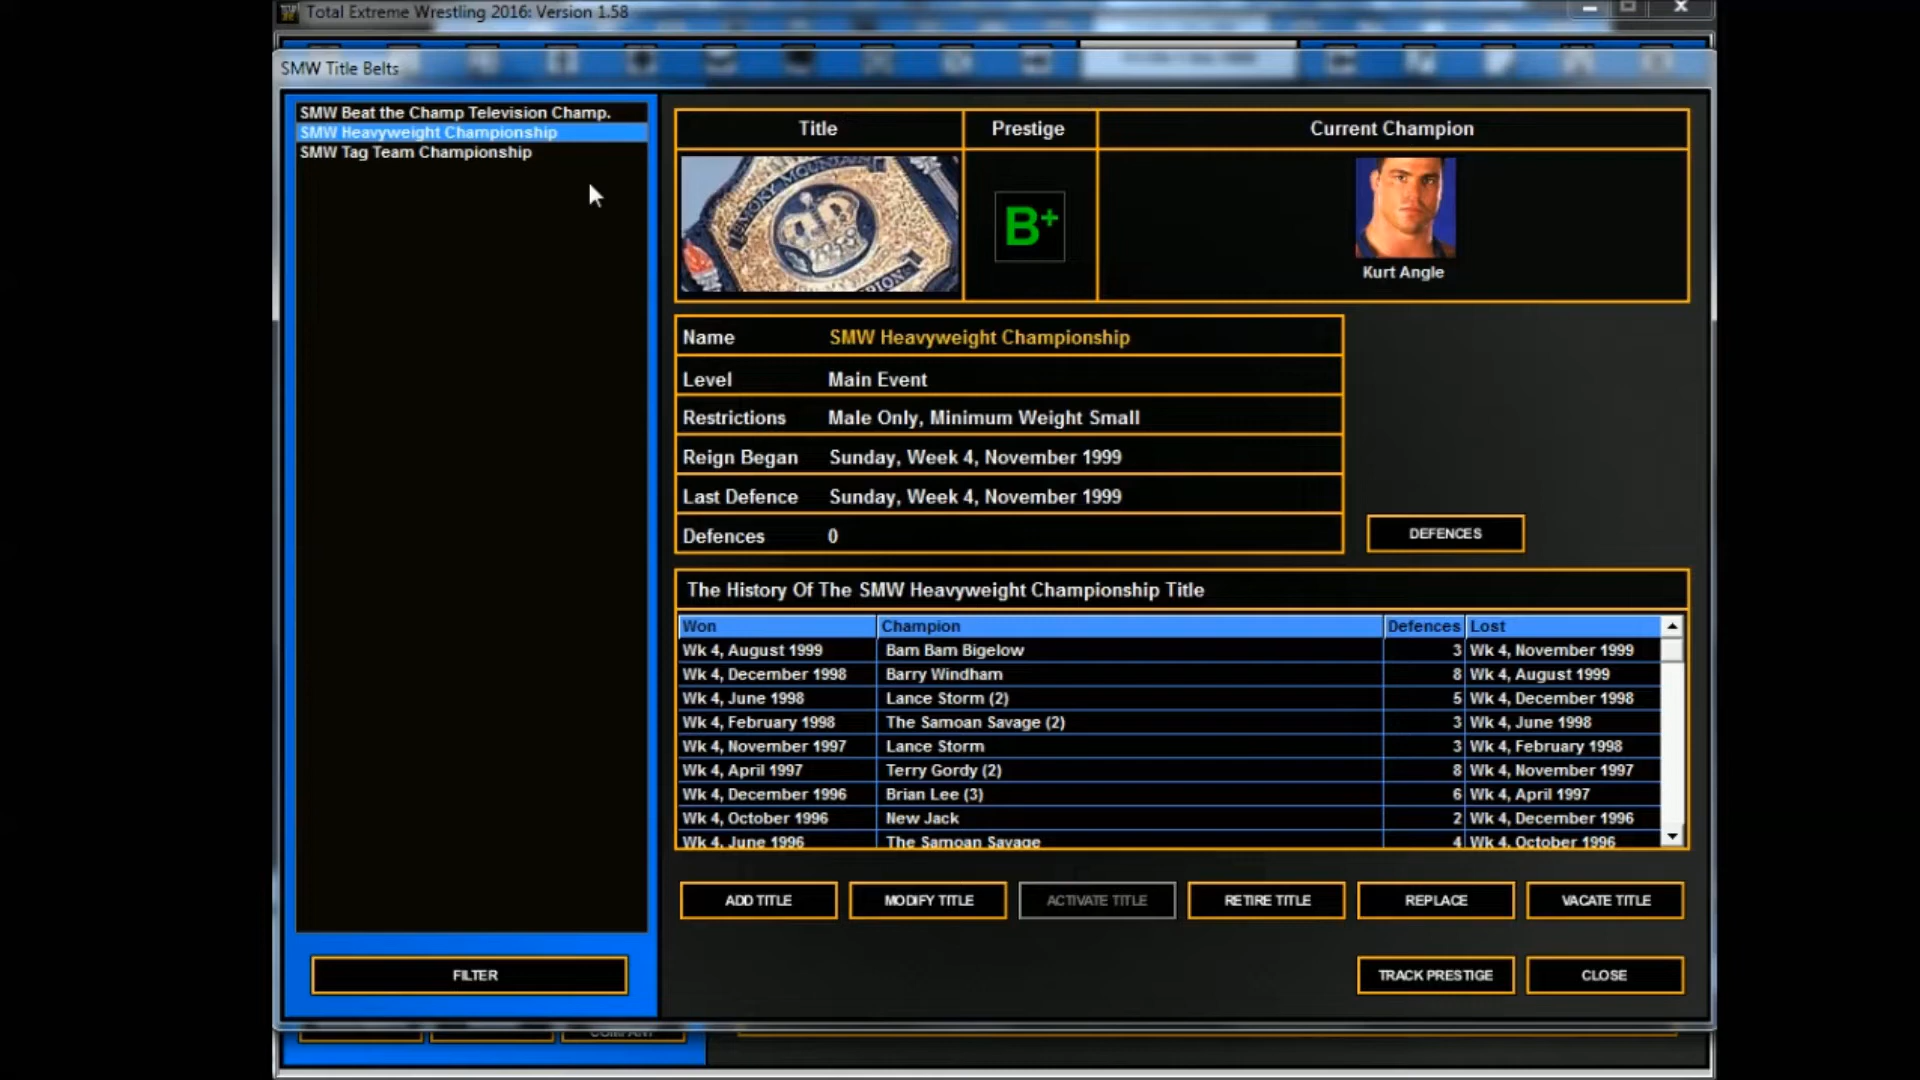 Total Extreme Wrestling 2016: Version 1.58
SMW Title Belts
SMW Beat the Champ Television Champ.
SMW Heavyweight Championship
SMW Tag Team Championship
Title
Prestige
Current Champion
SMOKY MOUNTAIN
B+
Kurt Angle
Name SMW Heavyweight Championship
Level Main Event
Restrictions Male Only, Minimum Weight Small
Reign Began Sunday, Week 4, November 1999
Last Defence Sunday, Week 4, November 1999
Defences 0
DEFENCES
The History Of The SMW Heavyweight Championship Title
Won Champion Defences Lost
Wk 4, August 1999 Bam Bam Bigelow 3 Wk 4, November 1999
Wk 4, December 1998 Barry Windham 8 Wk 4, August 1999
Wk 4, June 1998 Lance Storm (2) 5 Wk 4, December 1998
Wk 4, February 1998 The Samoan Savage (2) 3 Wk 4, June 1998
Wk 4, November 1997 Lance Storm 3 Wk 4, February 1998
Wk 4, April 1997 Terry Gordy (2) 8 Wk 4, November 1997
Wk 4, December 1996 Brian Lee (3) 6 Wk 4, April 1997
Wk 4, October 1996 New Jack 2 Wk 4, December 1996
Wk 4, June 1996 The Samoan Savage 4 Wk 4, October 1996
ADD TITLE
MODIFY TITLE
ACTIVATE TITLE
RETIRE TITLE
REPLACE
VACATE TITLE
FILTER
TRACK PRESTIGE
CLOSE
COMPANY